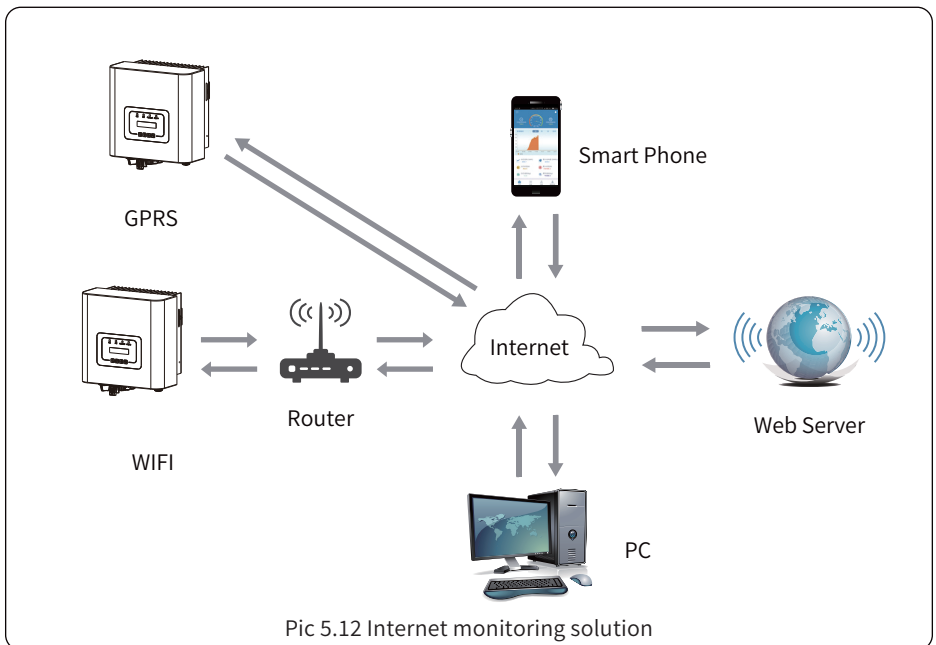 Smart Phone
GPRS
Internet
Router
Web Server
WIFI
PC
Pic 5.12 Internet monitoring solution